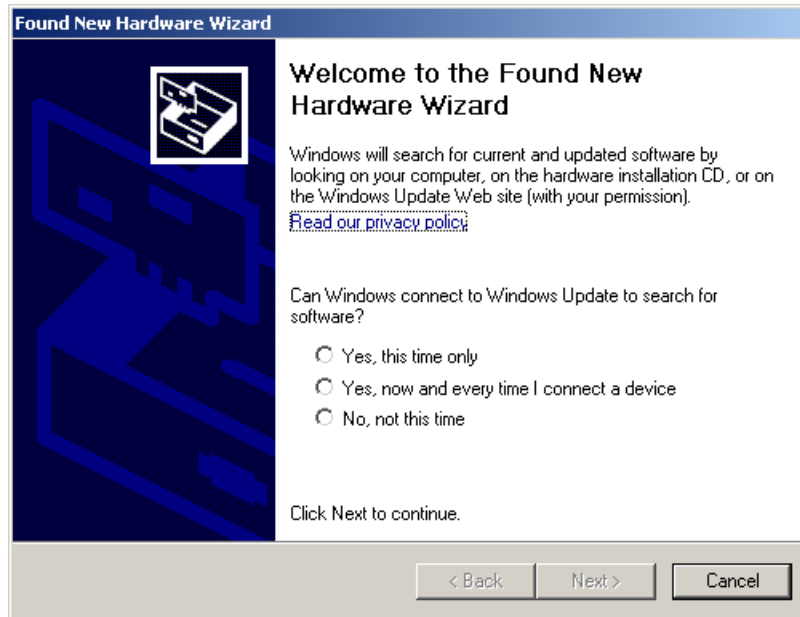 Found New Hardware Wizard
Welcome to the Found New
Hardware Wizard
Windows will search for current and updated software by
looking on your computer, on the hardware installation CD, or on
the Windows Update Web site (with your permission).
Read our privacy policy
Can Windows connect to Windows Update to search for
software?
Yes, this time only
Yes, now and every time I connect a device
No, not this time
Click Next to continue.
< Back
Next >
Cancel